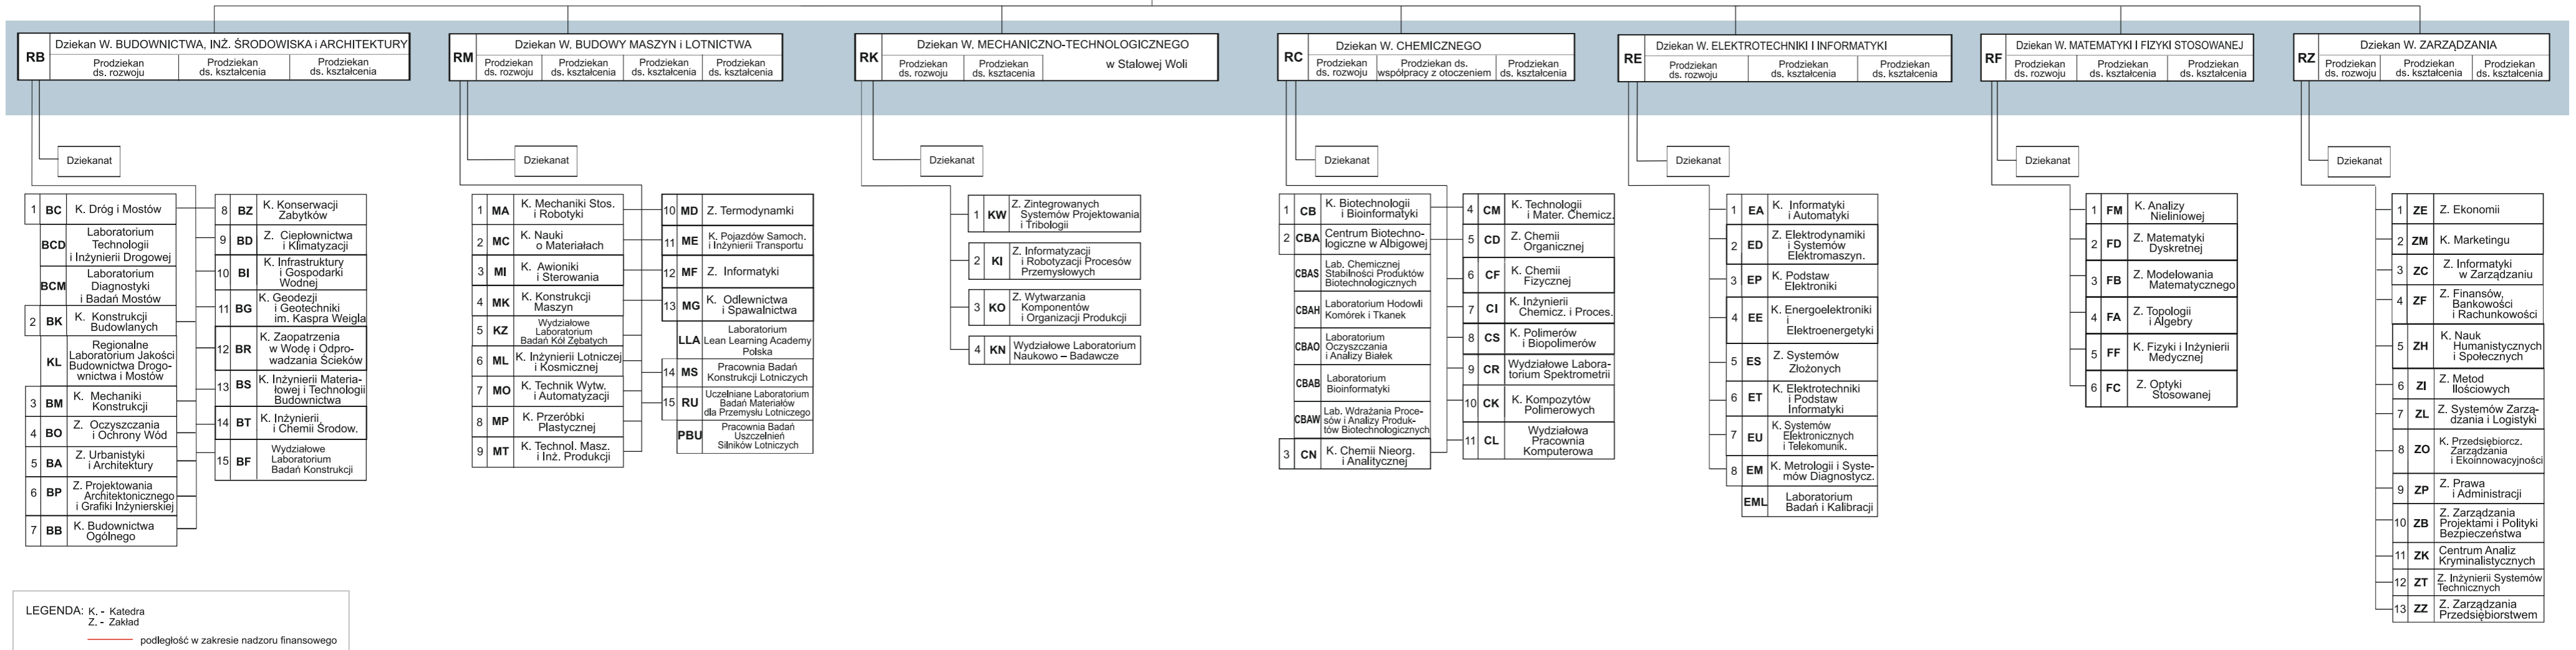 RB
Dziekan W. BUDOWNICTWA, INŻ. ŚRODOWISKA i ARCHITEKTURY
Prodziekan
ds. rozwoju
Prodziekan
ds. kształcenia
Prodziekan
ds. kształcenia
Dziekanat
1 BC K. Dróg i Mostów
BCD Laboratorium
Technologii
i Inżynierii Drogowej
BCM Laboratorium
Diagnostyki
i Badań Mostów
2 BK K. Konstrukcji
Budowlanych
KL Regionalne
Laboratorium Jakości
Budownictwa Drogo-
wnictwa i Mostów
3 BM K. Mechaniki
Konstrukcji
4 BO Z. Oczyszczania
i Ochrony Wód
5 BA Z. Urbanistyki
i Architektury
6 BP Z. Projektowania
Architektonicznego
i Grafiki Inżynierskiej
7 BB K. Budownictwa
Ogólnego
8 BZ K. Konserwacji
Zabytków
9 BD Z. Ciepłownictwa
i Klimatyzacji
10 BI K. Infrastruktury
i Gospodarki
Wodnej
11 BG K. Geodezji
i Geotechniki
im. Kaspra Weigla
12 BR K. Zaopatrzenia
w Wodę i Odpro-
wadzania Ścieków
13 BS K. Inżynierii Materia-
łowej i Technologii
Budownictwa
14 BT K. Inżynierii
i Chemii Środow.
15 BF Wydziałowe
Laboratorium
Badań Konstrukcji
RM
Dziekan W. BUDOWY MASZYN i LOTNICTWA
Prodziekan
ds. rozwoju
Prodziekan
ds. kształcenia
Prodziekan
ds. kształcenia
Prodziekan
ds. kształcenia
Dziekanat
1 MA K. Mechaniki Stos.
i Robotyki
2 MC K. Nauki
o Materiałach
3 MI K. Awioniki
i Sterowania
4 MK K. Konstrukcji
Maszyn
5 KZ Wydziałowe
Laboratorium
Badań Kół Zębatych
6 ML K. Inżynierii Lotniczej
i Kosmicznej
7 MO K. Technik Wytw.
i Automatyzacji
8 MP K. Przeróbki
Plastycznej
9 MT K. Technol. Masz.
i Inż. Produkcji
10 MD Z. Termodynamki
11 ME K. Pojazdów Samoch.
i Inżynierii Transportu
12 MF Z. Informatyki
13 MG K. Odlewnictwa
i Spawalnictwa
LLA Laboratorium
Lean Learning Academy
Polska
14 MS Pracownia Badań
Konstrukcji Lotniczych
15 RU Uczelniane Laboratorium
Badań Materiałów
dla Przemysłu Lotniczego
PBU Pracownia Badań
Uszczelnień
Silników Lotniczych
RK
Dziekan W. MECHANICZNO-TECHNOLOGICZNEGO
Prodziekan
ds. rozwoju
Prodziekan
ds. kstacenia
w Stalowej Woli
Dziekanat
1 KW Z. Zintegrowanych
Systemów Projektowania
i Tribologii
2 KI Z. Informatyzacji
i Robotyzacji Procesów
Przemysłowych
3 KO Z. Wytwarzania
Komponentów
i Organizacji Produkcji
4 KN Wydziałowe Laboratorium
Naukowo – Badawcze
RC
Dziekan W. CHEMICZNEGO
Prodziekan
ds. rozwoju
Prodziekan ds.
współpracy z otoczeniem
Prodziekan
ds. kształcenia
Dziekanat
1 CB K. Biotechnologii
i Bioinformatyki
2 CBA Centrum Biotechno-
logiczne w Albigowej
CBAS Lab. Chemicznej
Stabilności Produktów
Biotechnologicznych
CBAH Laboratorium Hodowli
Komórek i Tkanek
CBAO Laboratorium
Oczyszczania
i Analizy Białek
CBAB Laboratorium
Bioinformatyki
CBAW Lab. Wdrażania Proce-
sów i Analizy Produk-
tów Biotechnologicznych
3 CN K. Chemii Nieorg.
i Analitycznej
4 CM K. Technologii
i Mater. Chemicz.
5 CD Z. Chemii
Organicznej
6 CF K. Chemii
Fizycznej
7 CI K. Inżynierii
Chemicz. i Proces.
8 CS K. Polimerów
i Biopolimerów
9 CR Wydziałowe Labora-
torium Spektrometrii
10 CK K. Kompozytów
Polimerowych
11 CL Wydziałowa
Pracownia
Komputerowa
RE
Dziekan W. ELEKTROTECHNIKI I INFORMATYKI
Prodziekan
ds. rozwoju
Prodziekan
ds. kształcenia
Prodziekan
ds. kształcenia
Dziekanat
1 EA K. Informatyki
i Automatyki
2 ED Z. Elektrodynamiki
i Systemów
Elektromaszyn.
3 EP K. Podstaw
Elektroniki
4 EE K. Energoelektroniki
i
Elektroenergetyki
5 ES Z. Systemów
Złożonych
6 ET K. Elektrotechniki
i Podstaw
Informatyki
7 EU K. Systemów
Elektronicznych
i Telekomunik.
8 EM K. Metrologii i Syste-
mów Diagnostycz.
EML Laboratorium
Badań i Kalibracji
RF
Dziekan W. MATEMATYKI I FIZYKI STOSOWANEJ
Prodziekan
ds. rozwoju
Prodziekan
ds. kształcenia
Prodziekan
ds. kształcenia
Dziekanat
1 FM K. Analizy
Nieliniowej
2 FD Z. Matematyki
Dyskretnej
3 FB Z. Modelowania
Matematycznego
4 FA Z. Topologii
i Algebry
5 FF K. Fizyki i Inżynierii
Medycznej
6 FC Z. Optyki
Stosowanej
RZ
Dziekan W. ZARZĄDZANIA
Prodziekan
ds. rozwoju
Prodziekan
ds. kształcenia
Prodziekan
ds. kształcenia
Dziekanat
1 ZE Z. Ekonomii
2 ZM K. Marketingu
3 ZC Z. Informatyki
w Zarządzaniu
4 ZF Z. Finansów,
Bankowości
i Rachunkowości
5 ZH K. Nauk
Humanistycznych
i Społecznych
6 ZI Z. Metod
Ilościowych
7 ZL Z. Systemów Zarzą-
dzania i Logistyki
8 ZO K. Przedsiębiorcz.
Zarządzania
i Ekoinnowacyjności
9 ZP Z. Prawa
i Administracji
10 ZB Z. Zarządzania
Projektami i Polityki
Bezpieczeństwa
11 ZK Centrum Analiz
Kryminalistycznych
12 ZT Z. Inżynierii Systemów
Technicznych
13 ZZ Z. Zarządzania
Przedsiębiorstwem
LEGENDA: K. - Katedra
Z. - Zakład
podległość w zakresie nadzoru finansowego